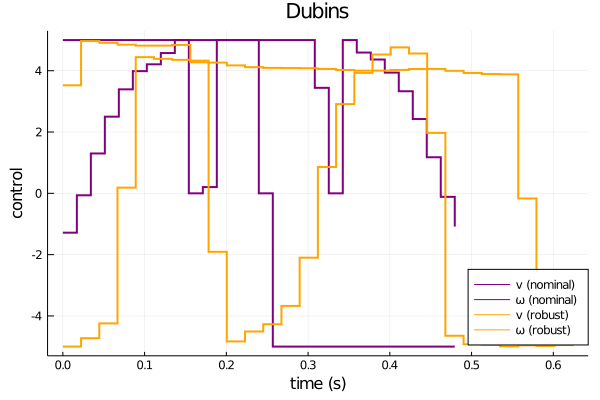 Dubins
control
4
2
0
-2
-4
0.0 0.1 0.2 0.3 0.4 0.5 0.6
time (s)
v (nominal)
ω (nominal)
v (robust)
ω (robust)